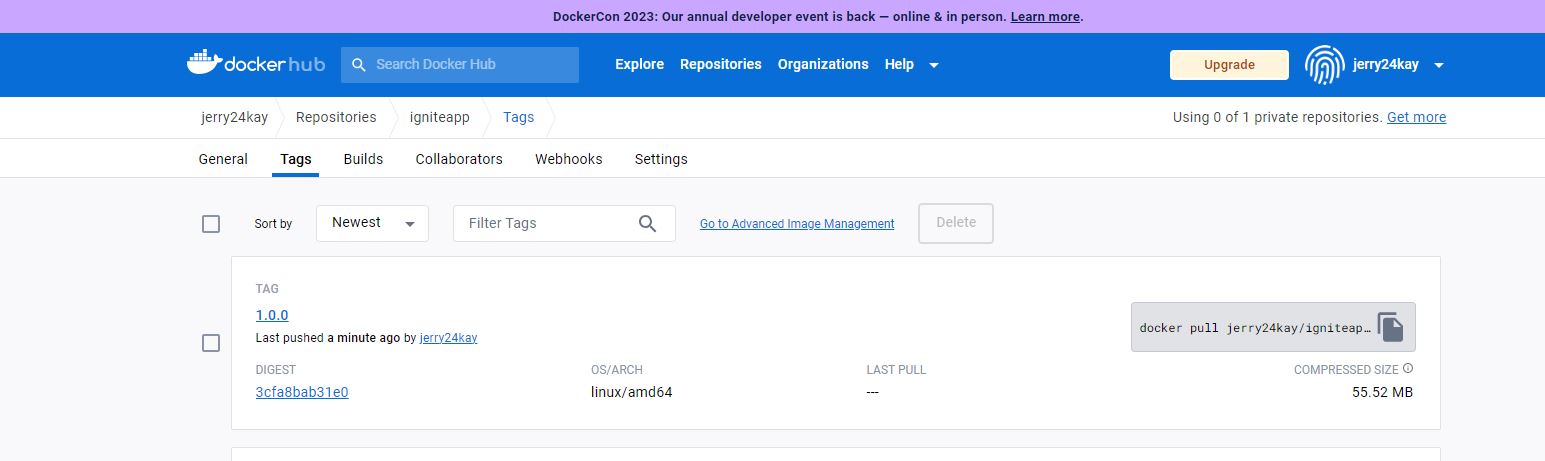 DockerCon 2023: Our annual developer event is back — online & in person. Learn more.
dockerhub Search Docker Hub Explore Repositories Organizations Help Upgrade jerry24kay
jerry24kay Repositories igniteapp Tags Using 0 of 1 private repositories. Get more
General Tags Builds Collaborators Webhooks Settings
Sort by Newest Filter Tags Go to Advanced Image Management Delete
TAG
1.0.0
docker pull jerry24kay/igniteap…
Last pushed a minute ago by jerry24kay
DIGEST OS/ARCH LAST PULL COMPRESSED SIZE
3cfa8bab31e0 linux/amd64 --- 55.52 MB